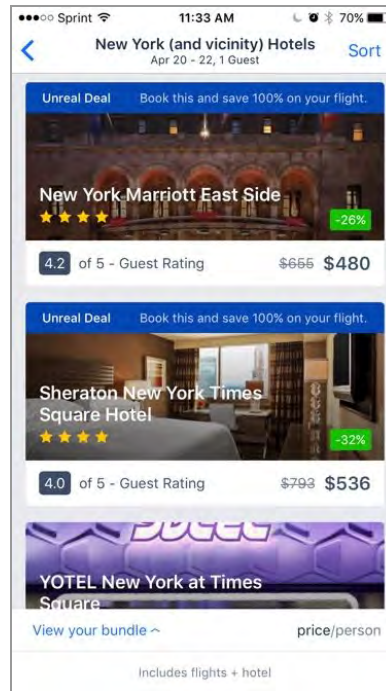 Sprint 11:33 AM 70%
New York (and vicinity) Hotels
Apr 20 - 22, 1 Guest
Sort
Unreal Deal Book this and save 100% on your flight.
New York Marriott East Side
-26%
4.2 of 5 - Guest Rating $655 $480
Unreal Deal Book this and save 100% on your flight.
Sheraton New York Times
Square Hotel
-32%
4.0 of 5 - Guest Rating $793 $536
YOTEL New York at Times
Square
View your bundle price/person
Includes flights + hotel